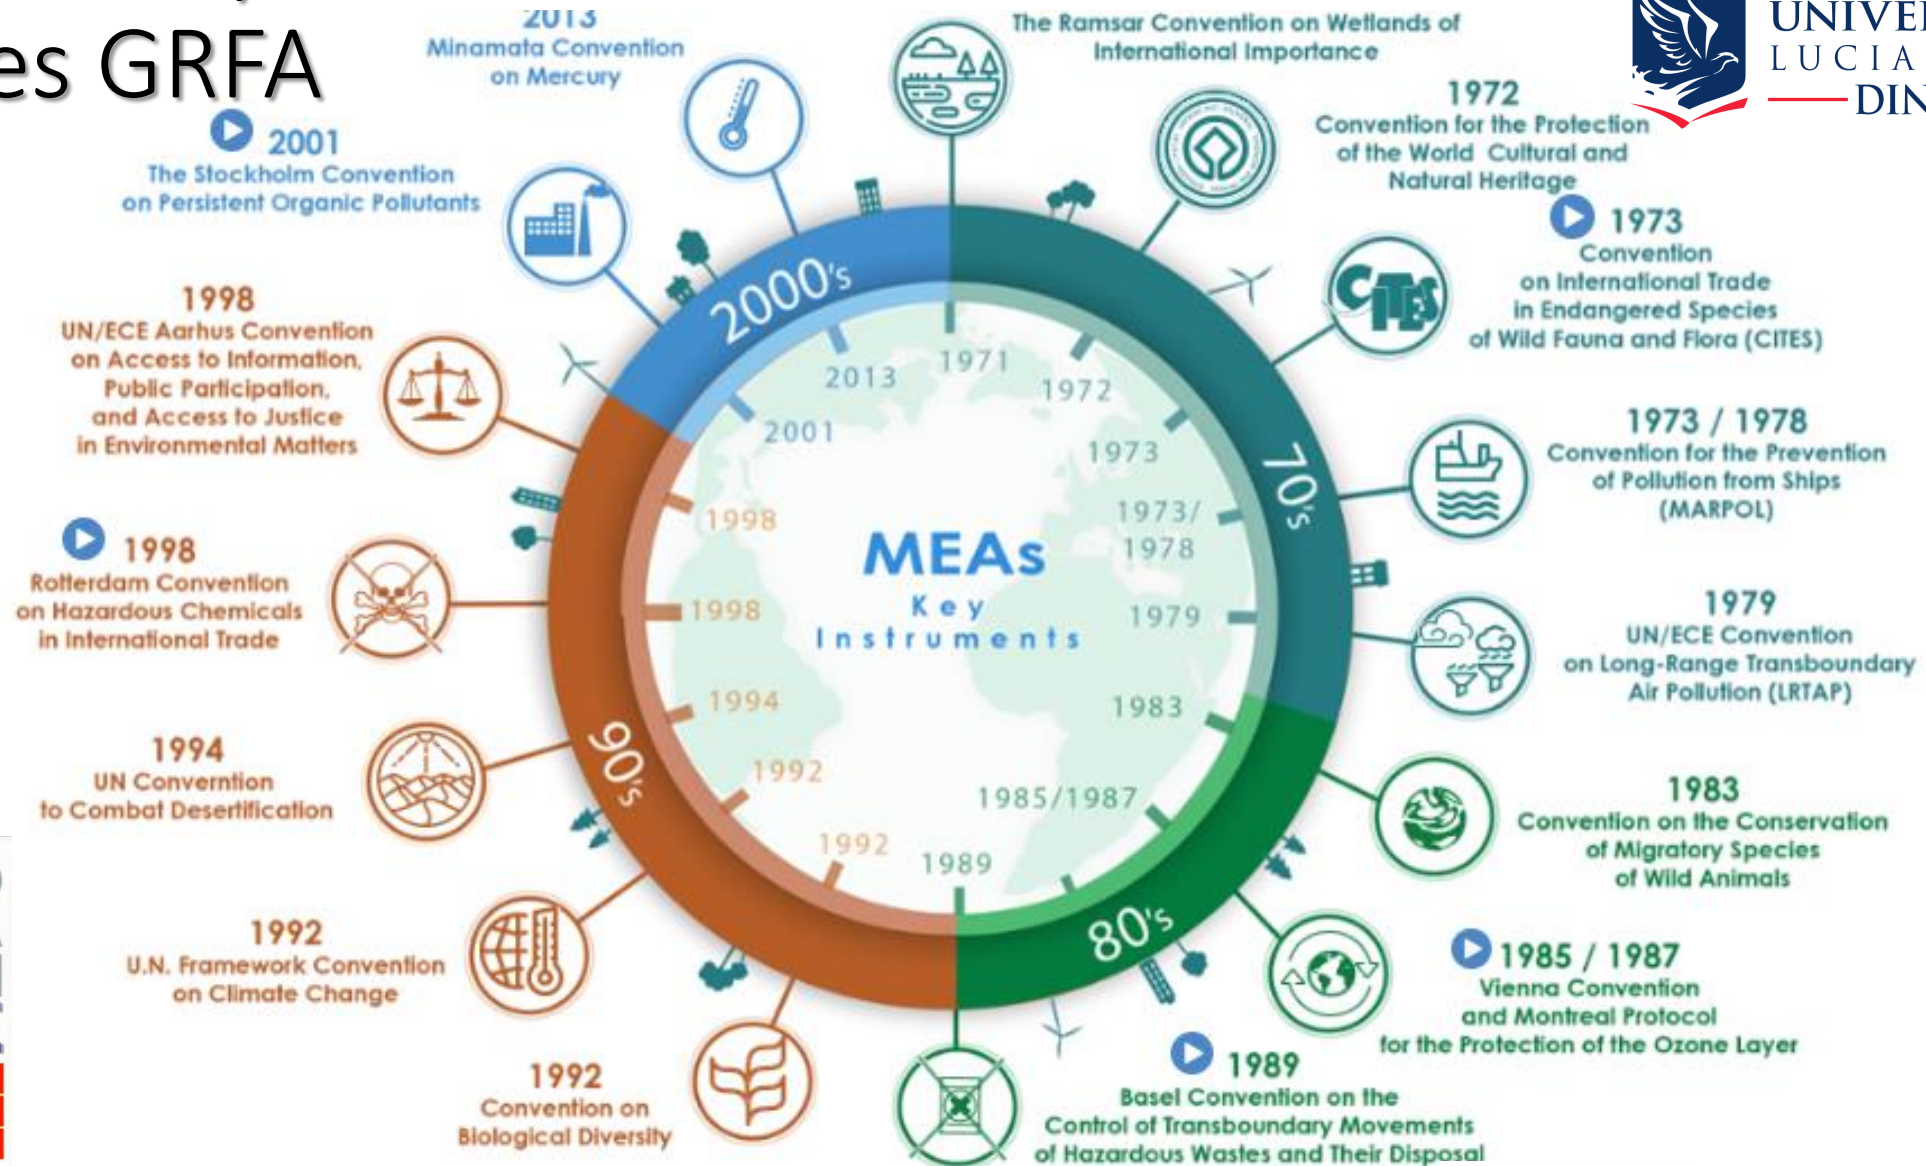 es GRFA
UNIVE
LUCIA
DIN
2013
Minamata Convention
on Mercury
The Ramsar Convention on Wetlands of
International Importance
1972
Convention for the Protection
of the World Cultural and
Natural Heritage
1973
Convention
on International Trade
in Endangered Species
of Wild Fauna and Flora (CITES)
CITES
1973 / 1978
Convention for the Prevention
of Pollution from Ships
(MARPOL)
1979
UN/ECE Convention
on Long-Range Transboundary
Air Pollution (LRTAP)
1983
Convention on the Conservation
of Migratory Species
of Wild Animals
1985 / 1987
Vienna Convention
and Montreal Protocol
for the Protection of the Ozone Layer
1989
Basel Convention on the
Control of Transboundary Movements
of Hazardous Wastes and Their Disposal
1992
Convention on
Biological Diversity
1992
U.N. Framework Convention
on Climate Change
1994
UN Converntion
to Combat Desertification
1998
Rotterdam Convention
on Hazardous Chemicals
in International Trade
1998
UN/ECE Aarhus Convention
on Access to Information,
Public Participation,
and Access to Justice
in Environmental Matters
2001
The Stockholm Convention
on Persistent Organic Pollutants
2000's
70's
80's
90's
1971
1972
1973
1973/
1978
1979
1983
1985/1987
1989
1992
1992
1994
1998
1998
2001
2013
MEAs
Key
Instruments